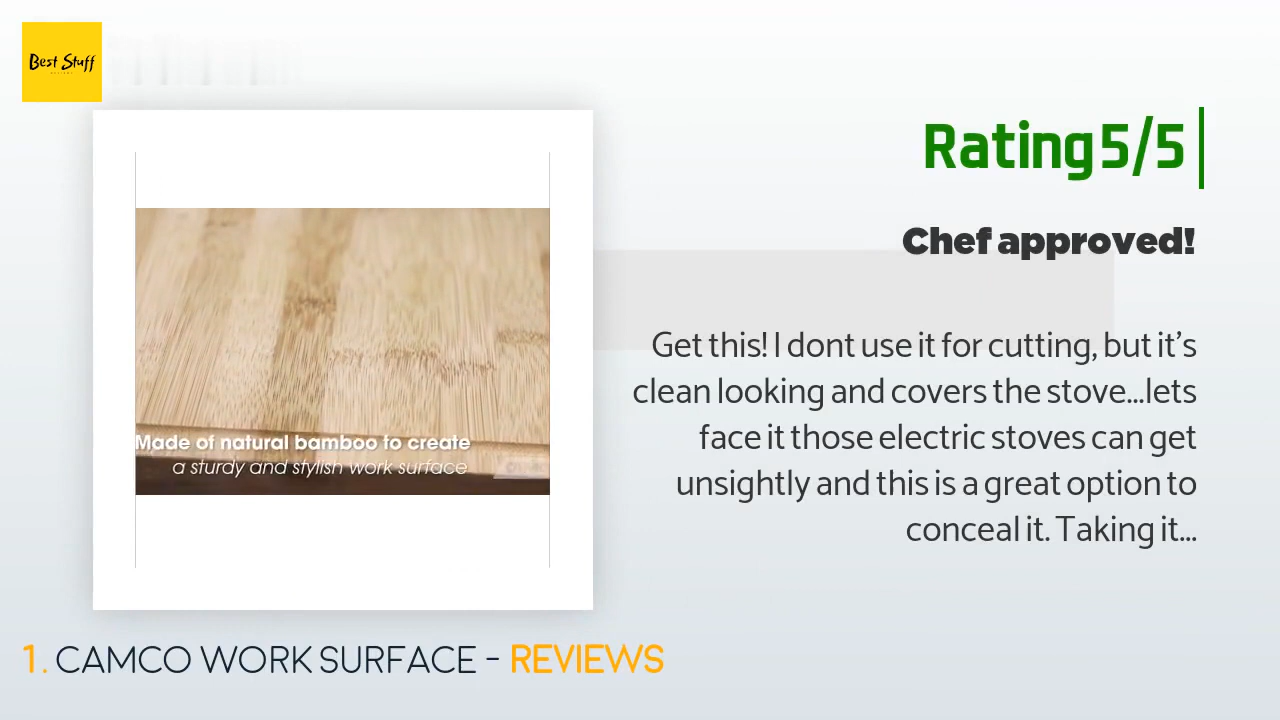 Best Stuff
Rating 5/5
Chef approved!
Get this! I dont use it for cutting, but it's
clean looking and covers the stove...lets
face it those electric stoves can get
unsightly and this is a great option to
conceal it. Taking it...
Made of natural bamboo to create
a sturdy and stylish work surface
1. CAMCO WORK SURFACE - REVIEWS